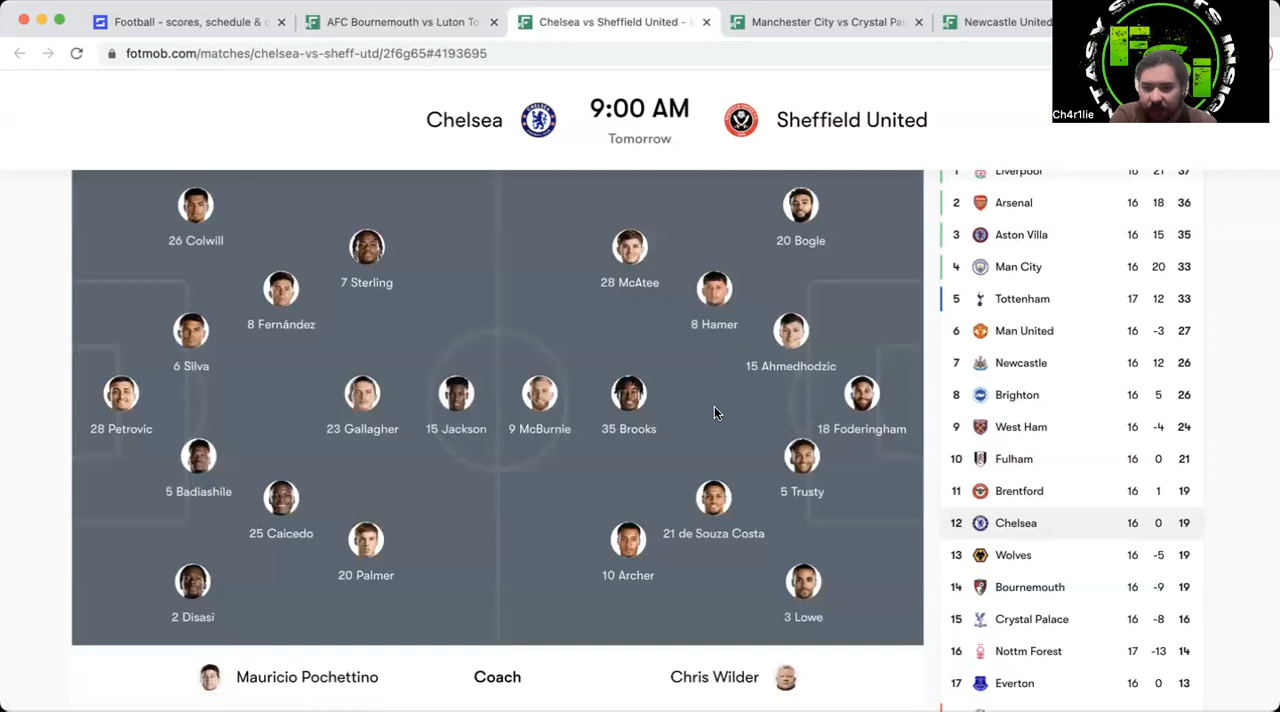 Football - scores, schedule &
AFC Bournemouth vs Luton To
Chelsea vs Sheffield United -
Manchester City vs Crystal Pal
Newcastle United
fotmob.com/matches/chelsea-vs-sheff-utd/2f6g65#4193695
FSi
Ch4r1lie
Chelsea
9:00 AM
Tomorrow
Sheffield United
26 Colwill
7 Sterling
8 Fernández
6 Silva
28 Petrovic
23 Gallagher
15 Jackson
5 Badiashile
25 Caicedo
20 Palmer
2 Disasi
20 Bogle
28 McAtee
8 Hamer
15 Ahmedhodzic
9 McBurnie
35 Brooks
18 Foderingham
5 Trusty
21 de Souza Costa
10 Archer
3 Lowe
Mauricio Pochettino
Coach
Chris Wilder
1 Liverpool 16 21 37
2 Arsenal 16 18 36
3 Aston Villa 16 15 35
4 Man City 16 20 33
5 Tottenham 17 12 33
6 Man United 16 -3 27
7 Newcastle 16 12 26
8 Brighton 16 5 26
9 West Ham 16 -4 24
10 Fulham 16 0 21
11 Brentford 16 1 19
12 Chelsea 16 0 19
13 Wolves 16 -5 19
14 Bournemouth 16 -9 19
15 Crystal Palace 16 -8 16
16 Nottm Forest 17 -13 14
17 Everton 16 0 13